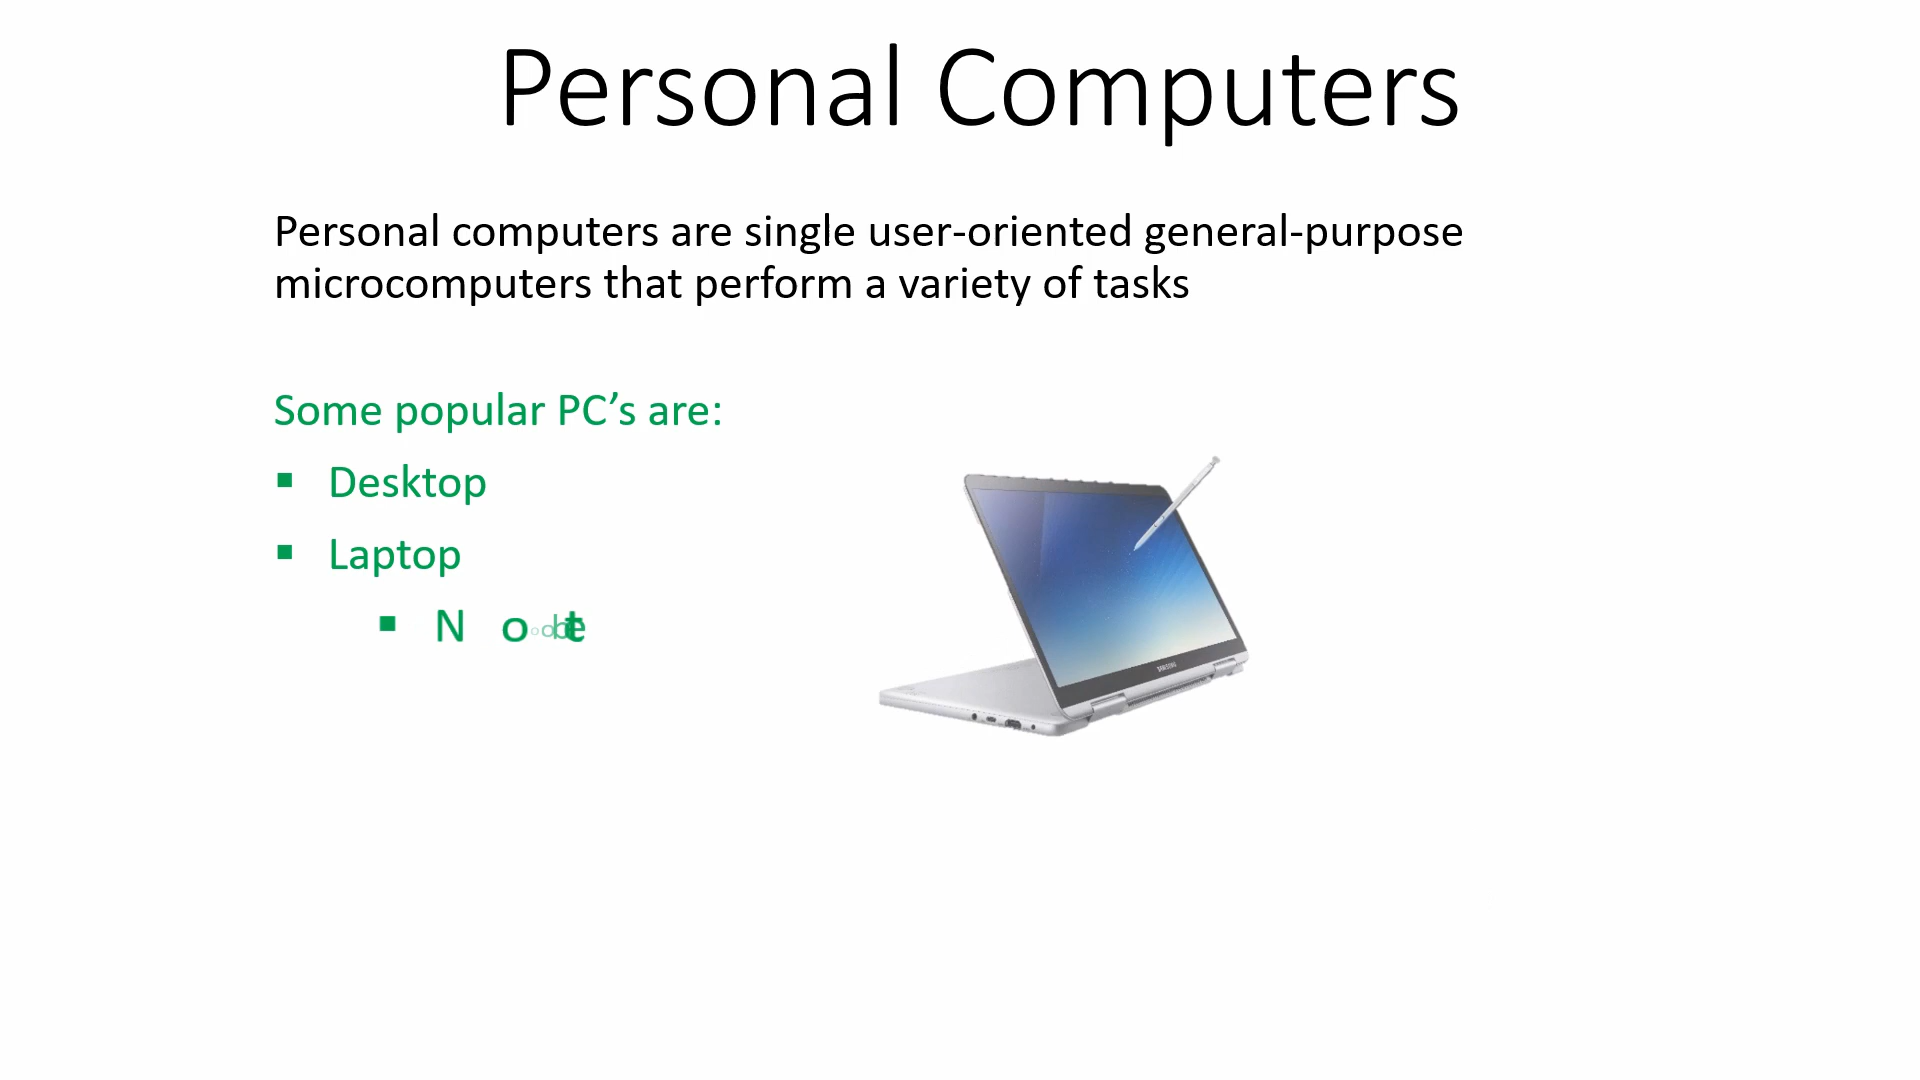 Personal Computers
Personal computers are single user-oriented general-purpose
microcomputers that perform a variety of tasks
Some popular PC’s are:
▪ Desktop
▪ Laptop
SAMSUNG